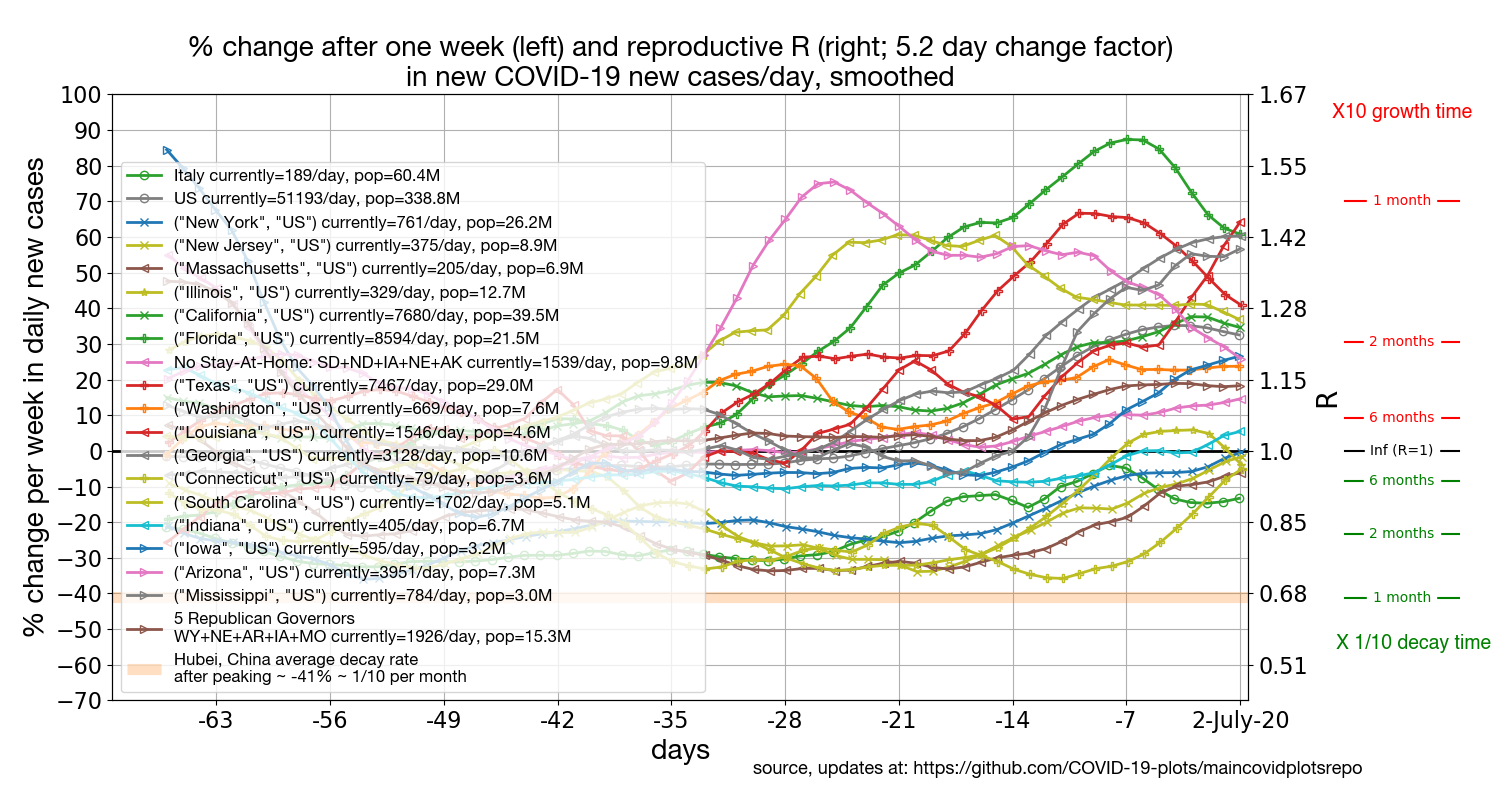 % change after one week (left) and reproductive R (right; 5.2 day change factor)
in new COVID-19 new cases/day, smoothed
% change per week in daily new cases
100
90
80
70
60
50
40
30
20
10
0
−10
−20
−30
−40
−50
−60
−70
Italy currently=189/day, pop=60.4M
US currently=51193/day, pop=338.8M
("New York", "US") currently=761/day, pop=26.2M
("New Jersey", "US") currently=375/day, pop=8.9M
("Massachusetts", "US") currently=205/day, pop=6.9M
("Illinois", "US") currently=329/day, pop=12.7M
("California", "US") currently=7680/day, pop=39.5M
("Florida", "US") currently=8594/day, pop=21.5M
No Stay-At-Home: SD+ND+IA+NE+AK currently=1539/day, pop=9.8M
("Texas", "US") currently=7467/day, pop=29.0M
("Washington", "US") currently=669/day, pop=7.6M
("Louisiana", "US") currently=1546/day, pop=4.6M
("Georgia", "US") currently=3128/day, pop=10.6M
("Connecticut", "US") currently=79/day, pop=3.6M
("South Carolina", "US") currently=1702/day, pop=5.1M
("Indiana", "US") currently=405/day, pop=6.7M
("Iowa", "US") currently=595/day, pop=3.2M
("Arizona", "US") currently=3951/day, pop=7.3M
("Mississippi", "US") currently=784/day, pop=3.0M
5 Republican Governors
WY+NE+AR+IA+MO currently=1926/day, pop=15.3M
Hubei, China average decay rate
after peaking ~ -41% ~ 1/10 per month
-63
-56
-49
-42
-35
-28
-21
-14
-7
2-July-20
days
1.67
1.55
1.42
1.28
1.15
1.0
0.85
0.68
0.51
R
X10 growth time
1 month
2 months
6 months
Inf (R=1)
6 months
2 months
1 month
X 1/10 decay time
source, updates at: https://github.com/COVID-19-plots/maincovidplotsrepo